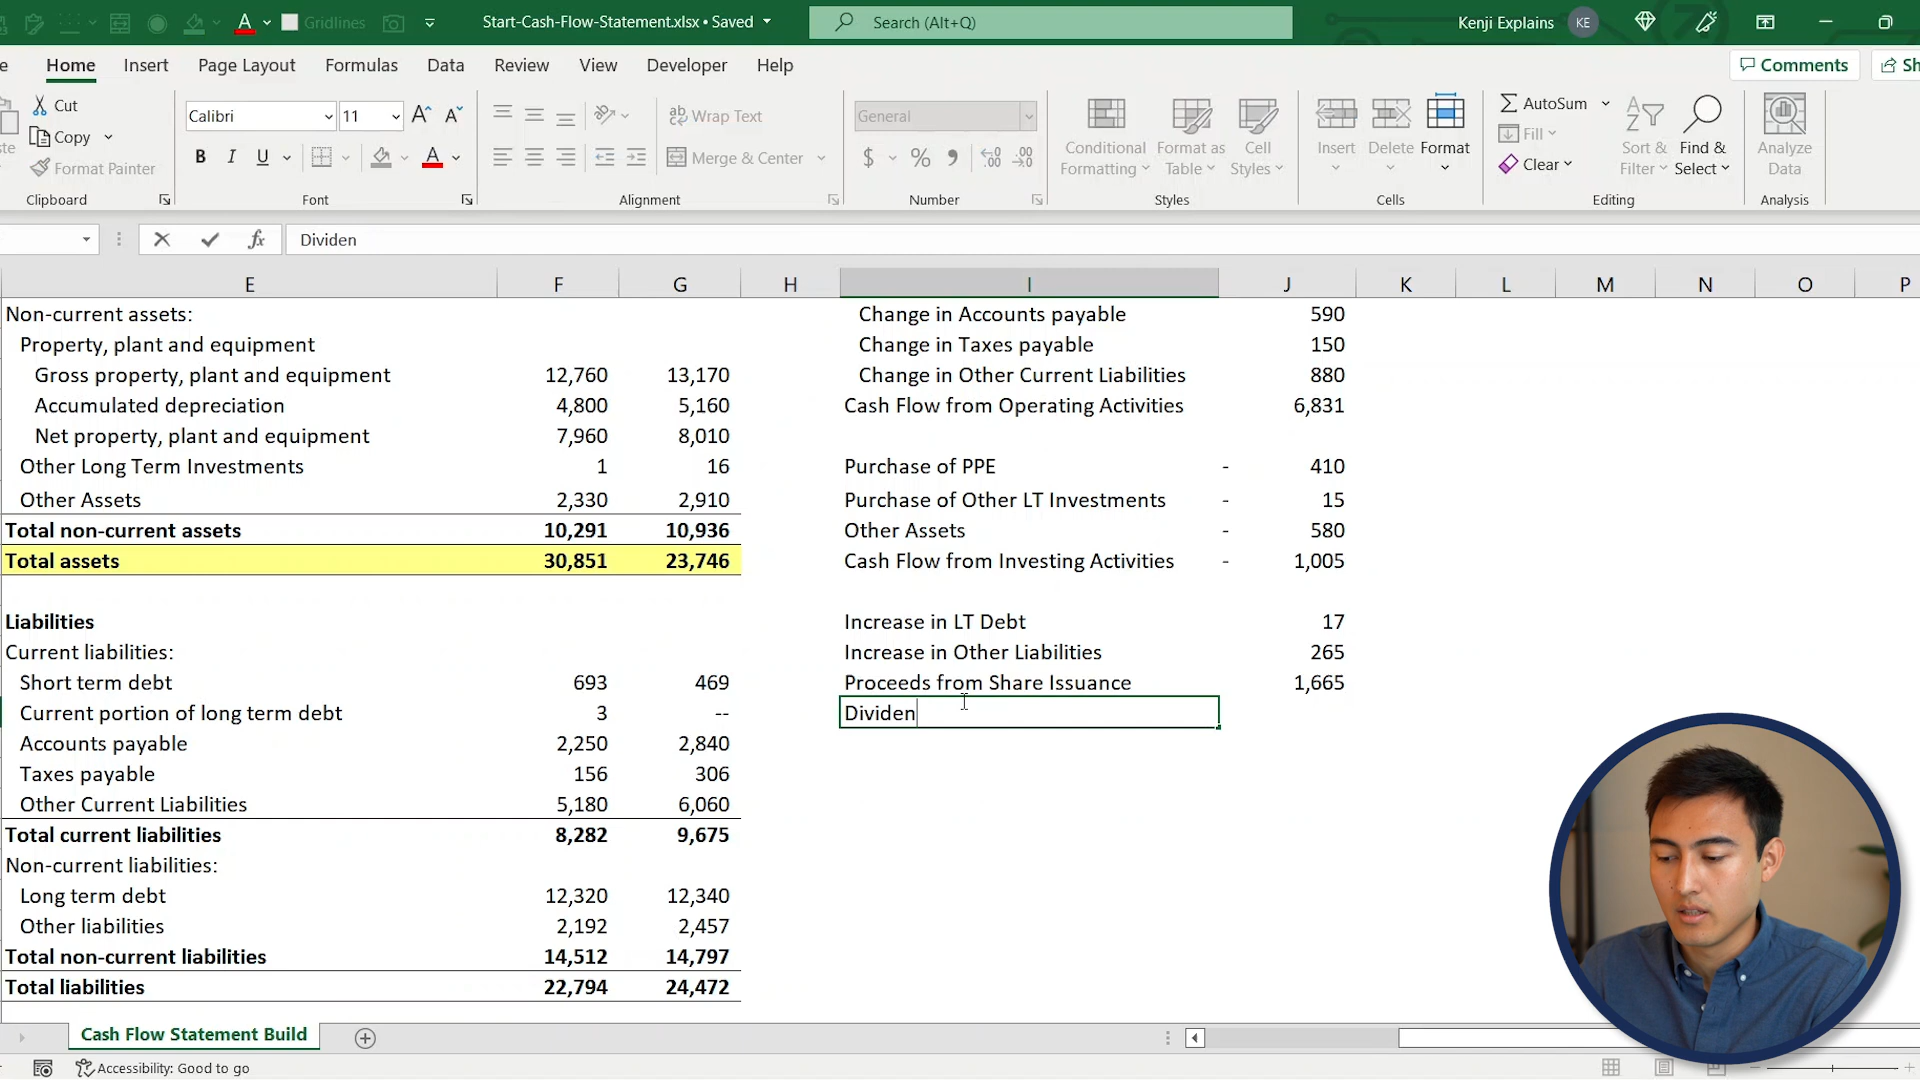 Gridlines
Start-Cash-Flow-Statement.xlsx • Saved
Search (Alt+Q)
Kenji Explains KE
Home Insert Page Layout Formulas Data Review View Developer Help
Comments
Cut
Copy
Format Painter
Clipboard
Calibri 11
B I U
Font
Wrap Text
Merge & Center
Alignment
General
$ % 9
Number
Conditional Formatting
Format as Table
Cell Styles
Styles
Insert Delete Format
Cells
AutoSum
Fill
Clear
Sort & Filter
Find & Select
Editing
Analyze Data
Analysis
fx Dividen
E F G H I J K L M N O P
Non-current assets:
Property, plant and equipment
Gross property, plant and equipment 12,760 13,170
Accumulated depreciation 4,800 5,160
Net property, plant and equipment 7,960 8,010
Other Long Term Investments 1 16
Other Assets 2,330 2,910
Total non-current assets 10,291 10,936
Total assets 30,851 23,746
Liabilities
Current liabilities:
Short term debt 693 469
Current portion of long term debt 3 --
Accounts payable 2,250 2,840
Taxes payable 156 306
Other Current Liabilities 5,180 6,060
Total current liabilities 8,282 9,675
Non-current liabilities:
Long term debt 12,320 12,340
Other liabilities 2,192 2,457
Total non-current liabilities 14,512 14,797
Total liabilities 22,794 24,472
Change in Accounts payable 590
Change in Taxes payable 150
Change in Other Current Liabilities 880
Cash Flow from Operating Activities 6,831
Purchase of PPE - 410
Purchase of Other LT Investments - 15
Other Assets - 580
Cash Flow from Investing Activities - 1,005
Increase in LT Debt 17
Increase in Other Liabilities 265
Proceeds from Share Issuance 1,665
Dividen
Cash Flow Statement Build
Accessibility: Good to go